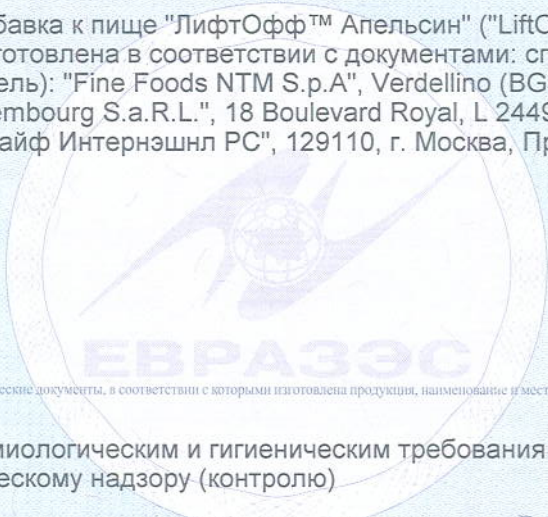 бавка к пище "ЛифтОфф™ Апельсин" ("LiftO
готовлена в соответствии с документами: сп
ель): "Fine Foods NTM S.p.A", Verdellino (BG
embourg S.a.R.L.", 18 Boulevard Royal, L 2449
айф Интернэшнл РС", 129110, г. Москва, Пр
ЕВРАЗЭС
еские документы, в соответствии с которыми изготовлена продукция, наименование и мест
миологическим и гигиеническим требования
ескому надзору (контролю)